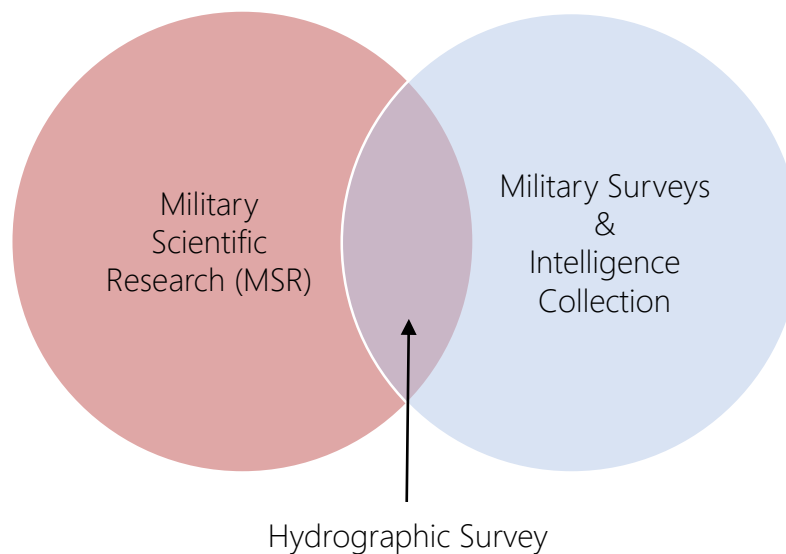 Military
Scientific
Research (MSR)
Military Surveys
&
Intelligence
Collection
Hydrographic Survey